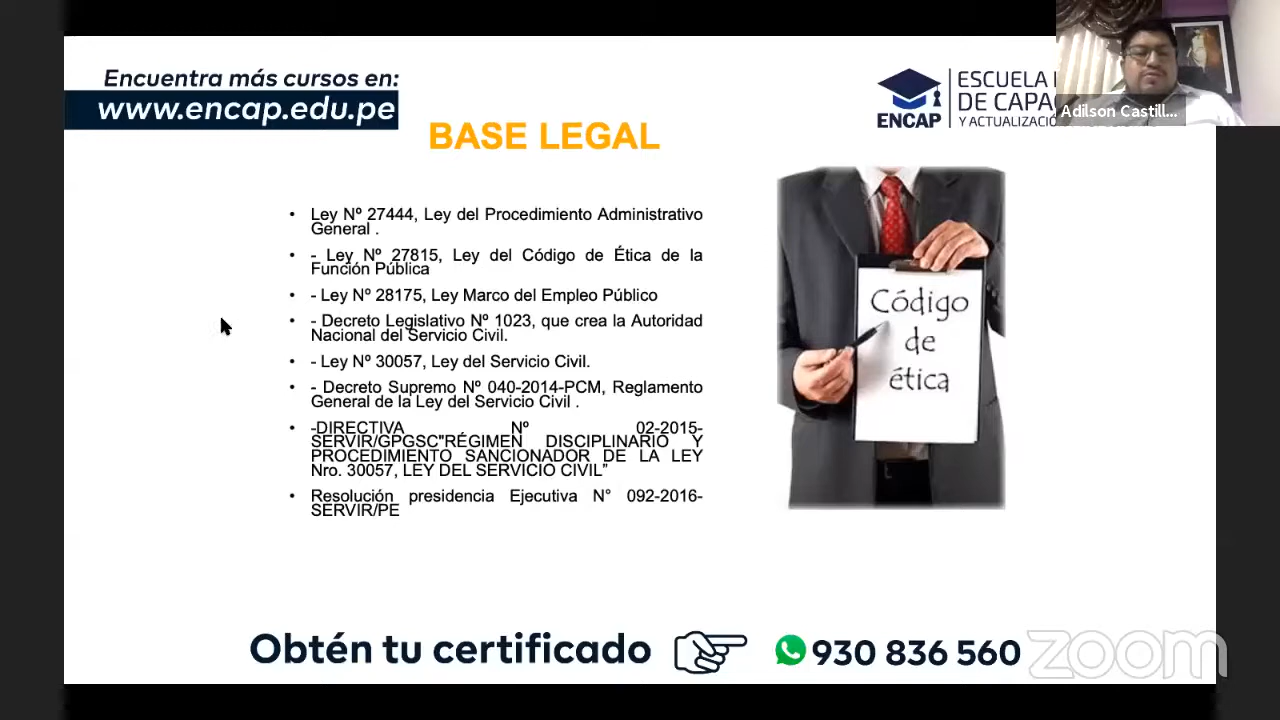 Encuentra más cursos en:
www.encap.edu.pe
ENCAP
ESCUELA
DE CAPA
Y ACTUALIZACIÓ
Adilson Castill...
BASE LEGAL
• Ley Nº 27444, Ley del Procedimiento Administrativo
General .
• - Ley Nº 27815, Ley del Código de Ética de la
Función Pública
• - Ley Nº 28175, Ley Marco del Empleo Público
• - Decreto Legislativo Nº 1023, que crea la Autoridad
Nacional del Servicio Civil.
• - Ley Nº 30057, Ley del Servicio Civil.
• - Decreto Supremo Nº 040-2014-PCM, Reglamento
General de la Ley del Servicio Civil .
• -DIRECTIVA Nº 02-2015-
SERVIR/GPGSC"RÉGIMEN DISCIPLINARIO Y
PROCEDIMIENTO SANCIONADOR DE LA LEY
Nro. 30057, LEY DEL SERVICIO CIVIL”
• Resolución presidencia Ejecutiva N° 092-2016-
SERVIR/PE
Código
de
ética
Obtén tu certificado
930 836 560
zoom